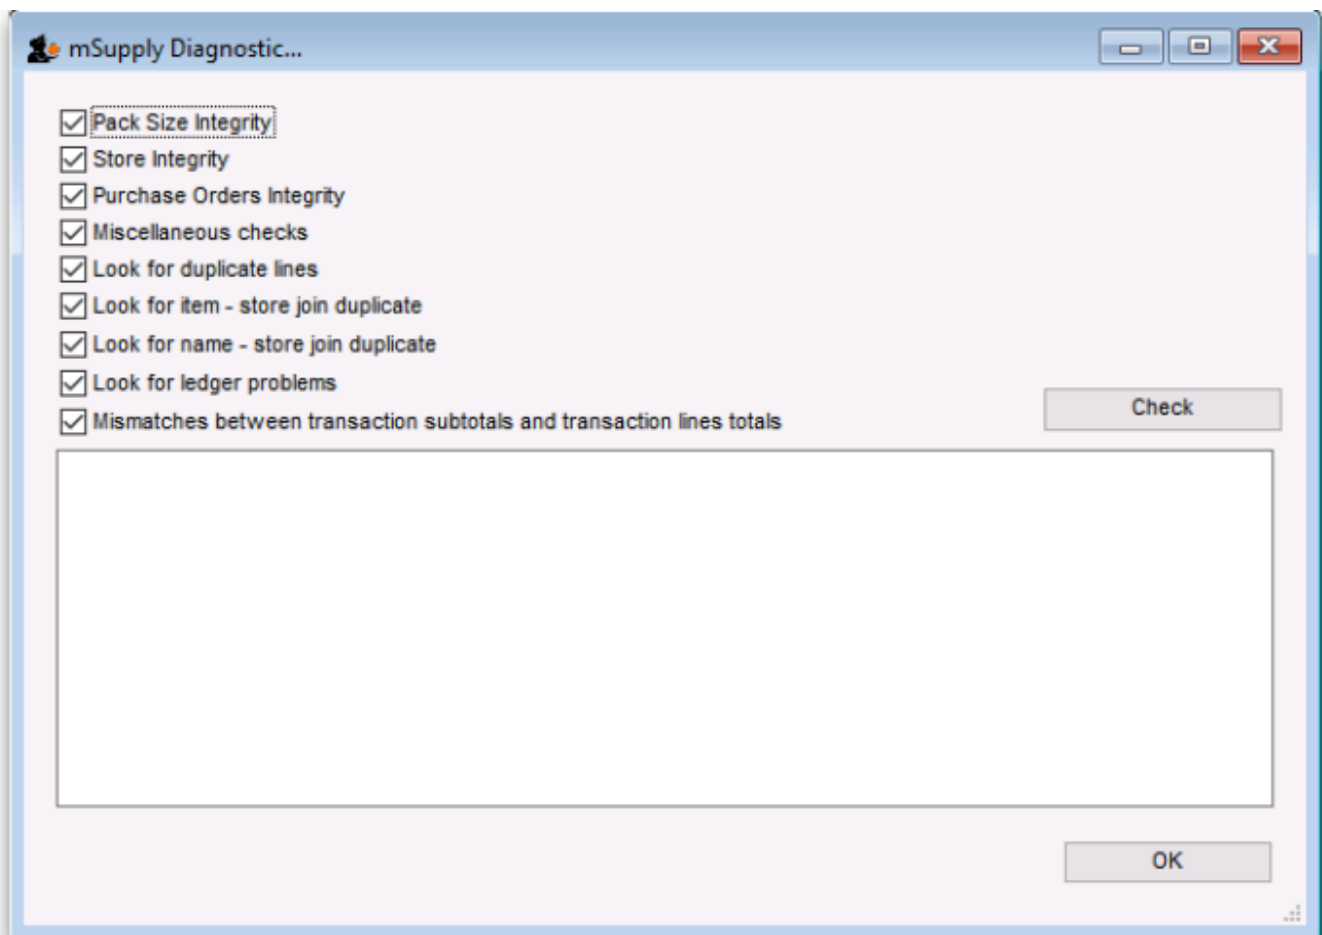 mSupply Diagnostic...
Pack Size Integrity
Store Integrity
Purchase Orders Integrity
Miscellaneous checks
Look for duplicate lines
Look for item - store join duplicate
Look for name - store join duplicate
Look for ledger problems
Check
Mismatches between transaction subtotals and transaction lines totals
OK